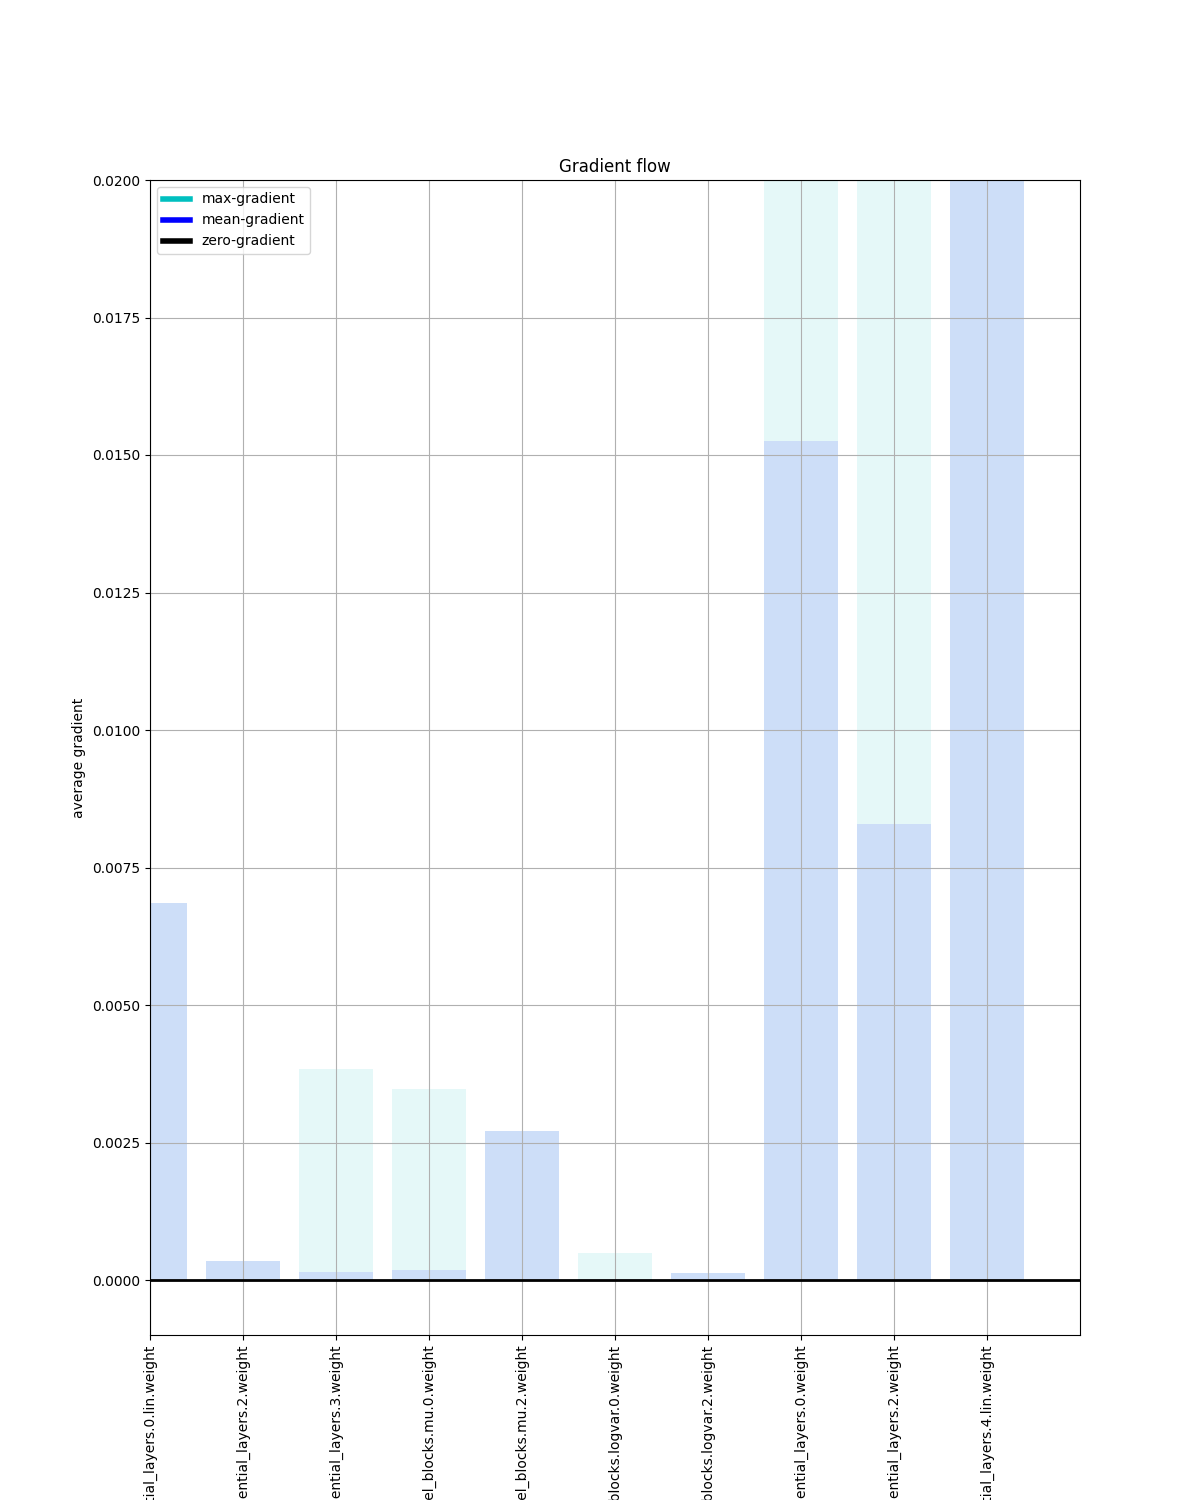 Gradient flow
max-gradient
mean-gradient
zero-gradient
0.0200
0.0175
0.0150
0.0125
0.0100
0.0075
0.0050
0.0025
0.0000
average gradient
tial_layers.0.lin.weight
ential_layers.2.weight
ential_layers.3.weight
el_blocks.mu.0.weight
el_blocks.mu.2.weight
blocks.logvar.0.weight
blocks.logvar.2.weight
ential_layers.0.weight
ential_layers.2.weight
tial_layers.4.lin.weight